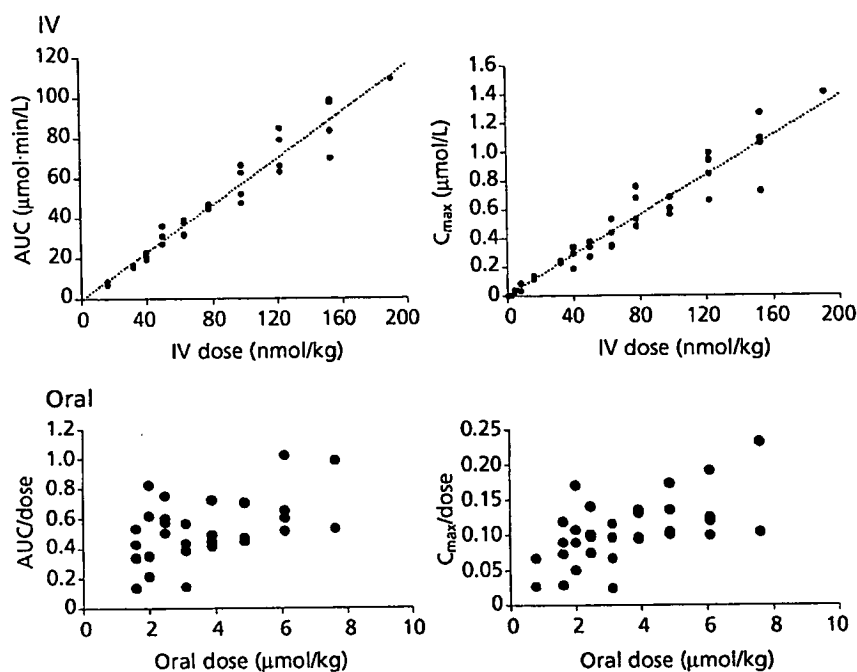 IV
120
100
80
60
40
20
0
AUC (μmol·min/L)
0 40 80 120 160 200
IV dose (nmol/kg)
1.6
1.4
1.2
1.0
0.8
0.6
0.4
0.2
0
Cmax (μmol/L)
0 40 80 120 160 200
IV dose (nmol/kg)
Oral
1.2
1.0
0.8
0.6
0.4
0.2
0
AUC/dose
0 2 4 6 8 10
Oral dose (μmol/kg)
0.25
0.20
0.15
0.10
0.05
0
Cmax/dose
0 2 4 6 8 10
Oral dose (μmol/kg)